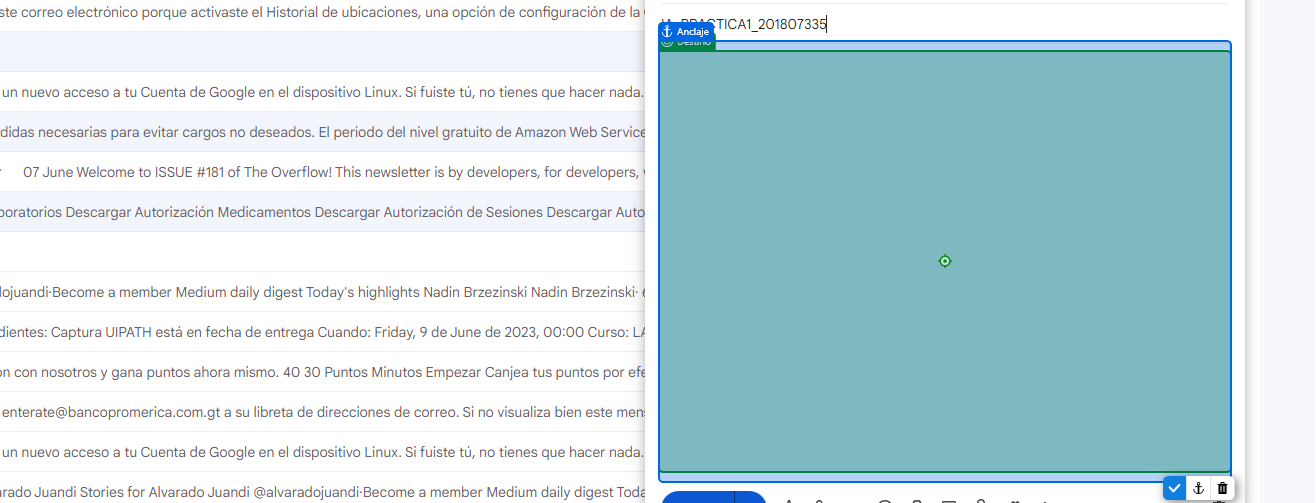 ste correo electrónico porque activaste el Historial de ubicaciones, una opción de configuración de la
un nuevo acceso a tu Cuenta de Google en el dispositivo Linux. Si fuiste tú, no tienes que hacer nada.
didas necesarias para evitar cargos no deseados. El periodo del nivel gratuito de Amazon Web Service
07 June Welcome to ISSUE #181 of The Overflow! This newsletter is by developers, for developers,
boratorios Descargar Autorización Medicamentos Descargar Autorización de Sesiones Descargar Auto
dojuandi·Become a member Medium daily digest Today's highlights Nadin Brzezinski Nadin Brzezinski·
dientes: Captura UIPATH está en fecha de entrega Cuando: Friday, 9 de June de 2023, 00:00 Curso: LA
on con nosotros y gana puntos ahora mismo. 40 30 Puntos Minutos Empezar Canjea tus puntos por efe
enterate@bancopromerica.com.gt a su libreta de direcciones de correo. Si no visualiza bien este men
un nuevo acceso a tu Cuenta de Google en el dispositivo Linux. Si fuiste tú, no tienes que hacer nada.
arado Juandi Stories for Alvarado Juandi @alvaradojuandi·Become a member Medium daily digest Toda
IA_PRACTICA1_201807335
Anclaje
Destino